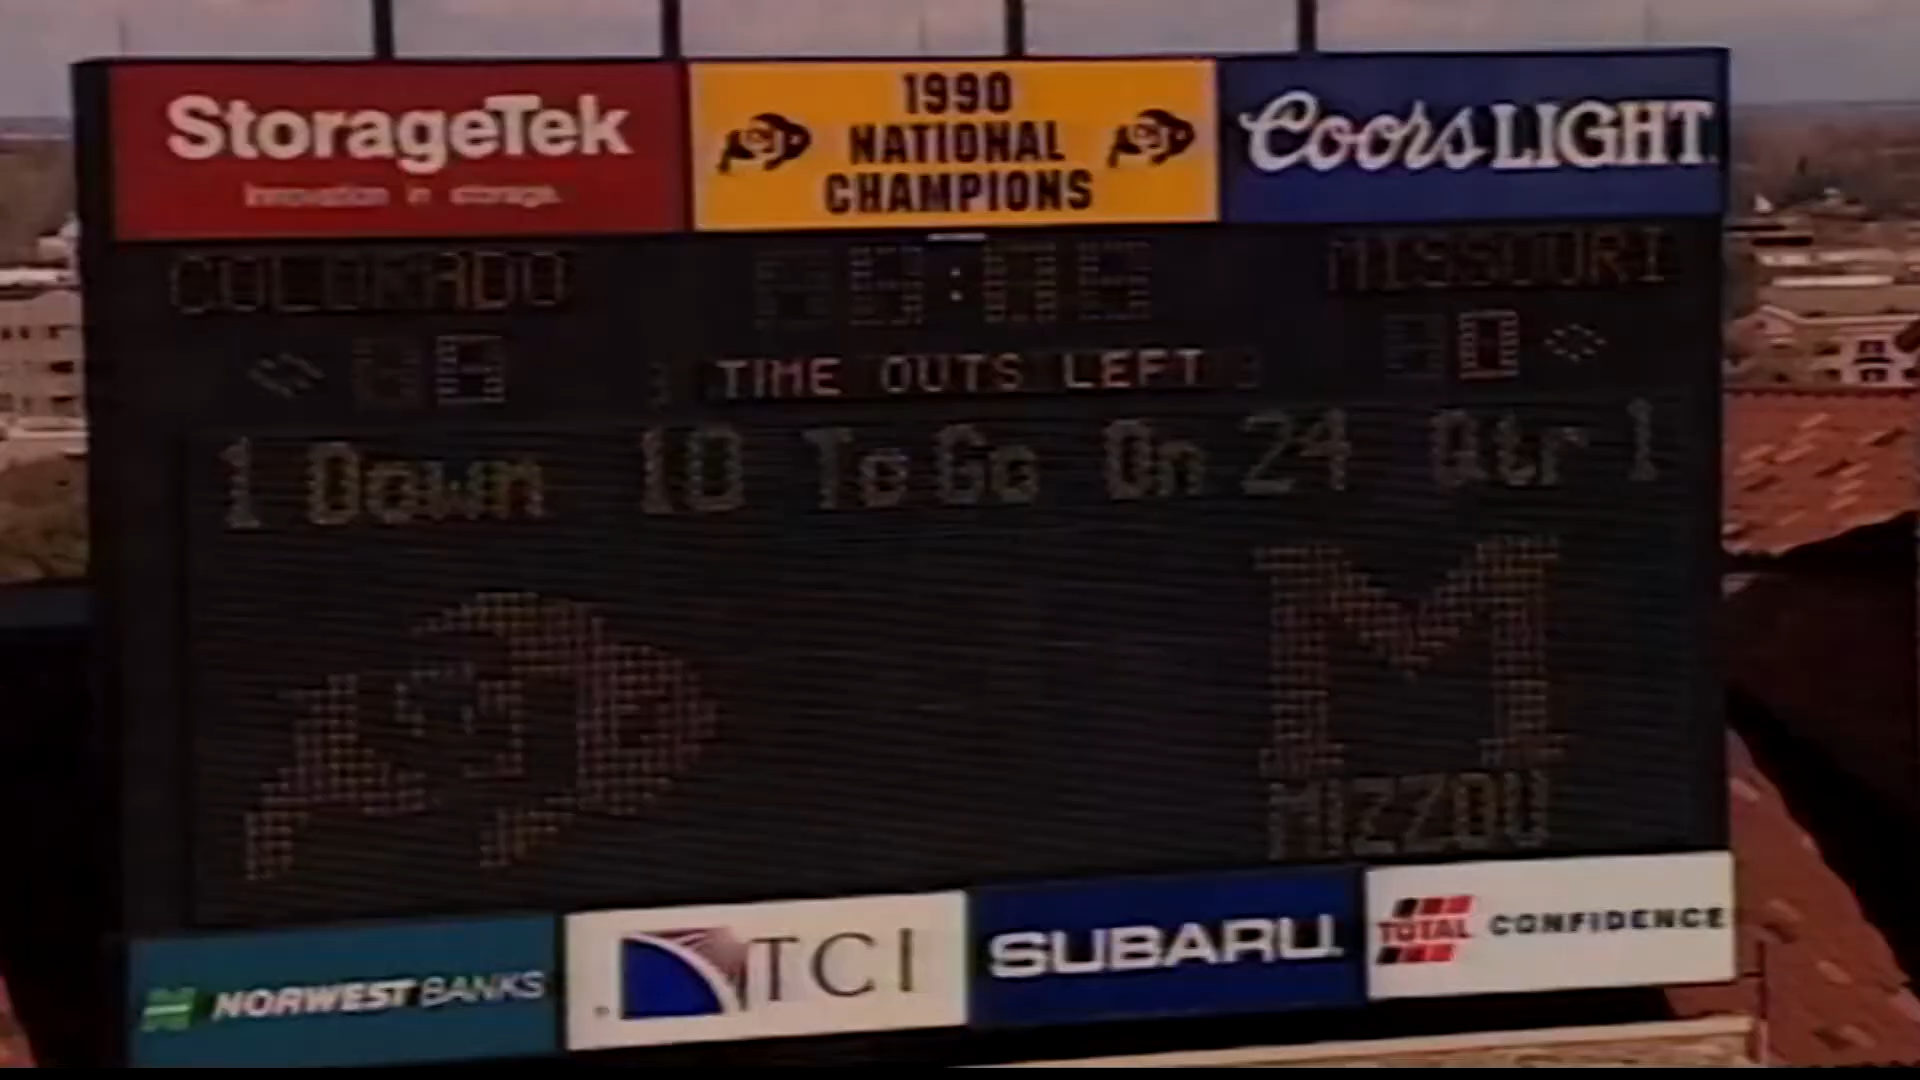 StorageTek
Innovation in storage.
1990
NATIONAL
CHAMPIONS
Coors LIGHT
COLORADO
MISSOURI
TIME OUTS LEFT
1 Down 10 To Go On 24 Qtr 1
M
MIZZOU
NORWEST BANKS
TCI
SUBARU
TOTAL CONFIDENCE